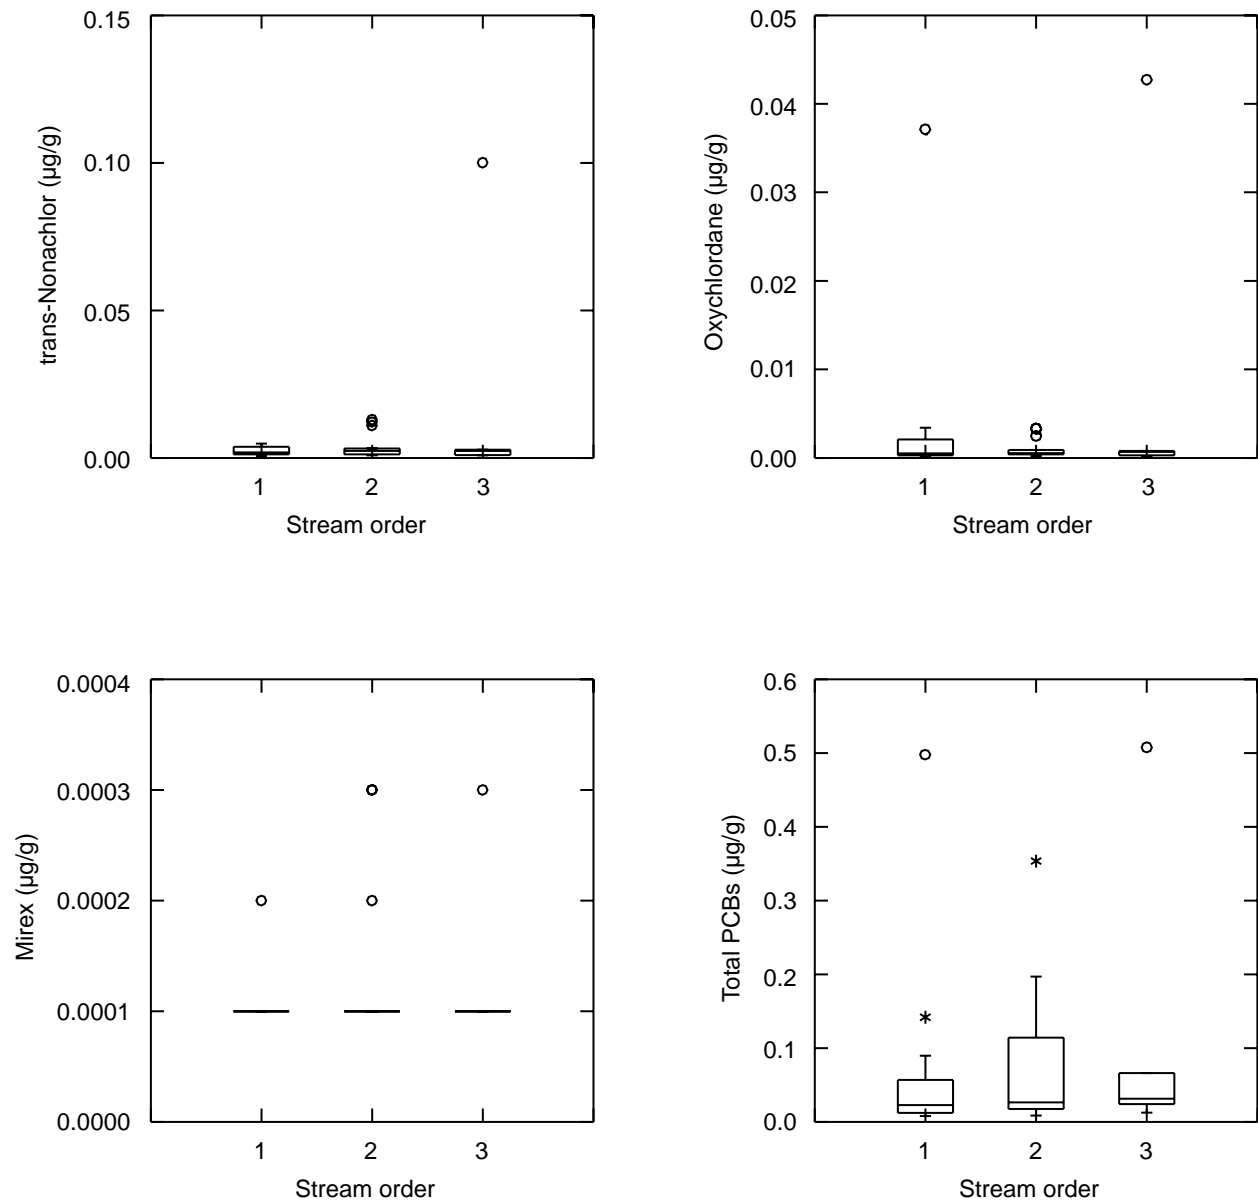 0.15
0.10
0.05
0.00
trans-Nonachlor (µg/g)
1 2 3
Stream order
0.05
0.04
0.03
0.02
0.01
0.00
Oxychlordane (µg/g)
1 2 3
Stream order
0.0004
0.0003
0.0002
0.0001
0.0000
Mirex (µg/g)
1 2 3
Stream order
0.6
0.5
0.4
0.3
0.2
0.1
0.0
Total PCBs (µg/g)
1 2 3
Stream order